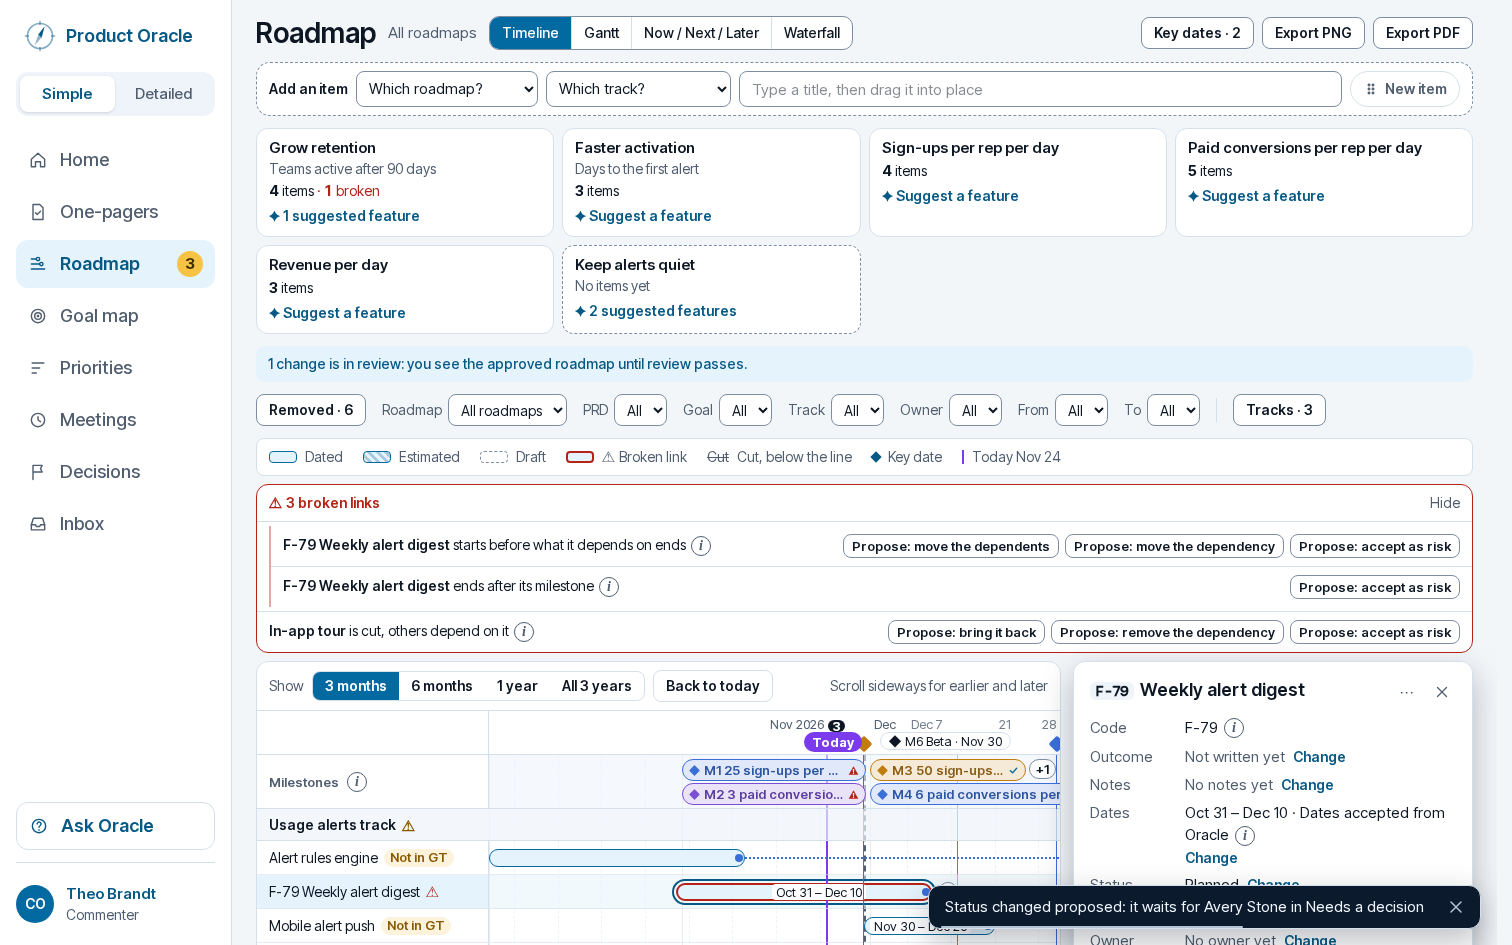 Product Oracle
Simple
Detailed
Home
One-pagers
Roadmap
3
Goal map
Priorities
Meetings
Decisions
Inbox
Ask Oracle
CO
Theo Brandt
Commenter
Roadmap
All roadmaps
Timeline
Gantt
Now / Next / Later
Waterfall
Key dates · 2
Export PNG
Export PDF
Add an item
Which roadmap?
Which track?
Type a title, then drag it into place
New item
Grow retention
Teams active after 90 days
4 items · 1 broken
1 suggested feature
Faster activation
Days to the first alert
3 items
Suggest a feature
Sign-ups per rep per day
4 items
Suggest a feature
Paid conversions per rep per day
5 items
Suggest a feature
Revenue per day
3 items
Suggest a feature
Keep alerts quiet
No items yet
2 suggested features
1 change is in review: you see the approved roadmap until review passes.
Removed · 6
Roadmap
All roadmaps
PRD
All
Goal
All
Track
All
Owner
All
From
All
To
All
Tracks · 3
Dated
Estimated
Draft
⚠ Broken link
Cut
Cut, below the line
Key date
Today Nov 24
⚠ 3 broken links
Hide
F-79 Weekly alert digest starts before what it depends on ends i
Propose: move the dependents
Propose: move the dependency
Propose: accept as risk
F-79 Weekly alert digest ends after its milestone i
Propose: accept as risk
In-app tour is cut, others depend on it i
Propose: bring it back
Propose: remove the dependency
Propose: accept as risk
Show
3 months
6 months
1 year
All 3 years
Back to today
Scroll sideways for earlier and later
Nov 2026
3
Dec
Dec 7
21
28
Today
M6 Beta · Nov 30
Milestones i
M1 25 sign-ups per ...
M3 50 sign-ups...
+1
M2 3 paid conversio...
M4 6 paid conversions per
Usage alerts track ⚠
Alert rules engine
Not in GT
F-79 Weekly alert digest ⚠
Oct 31 – Dec 10
Mobile alert push
Not in GT
F-79
Weekly alert digest
...
Code
F-79 i
Outcome
Not written yet
Change
Notes
No notes yet
Change
Dates
Oct 31 – Dec 10 · Dates accepted from
Oracle i
Change
Status
Planned
Change
Status changed proposed: it waits for Avery Stone in Needs a decision
Owner
No owner yet
Change